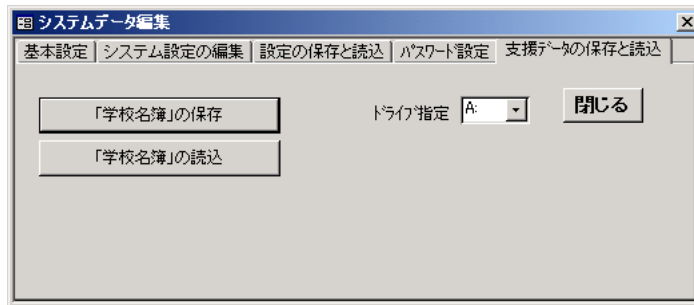 システムデータ編集
基本設定 システム設定の編集 設定の保存と読込 ﾊﾟｽﾜｰﾄﾞ設定 支援ﾃﾞｰﾀの保存と読込
「学校名簿」の保存 ﾄﾞﾗｲﾌﾞ指定 A: 閉じる
「学校名簿」の読込